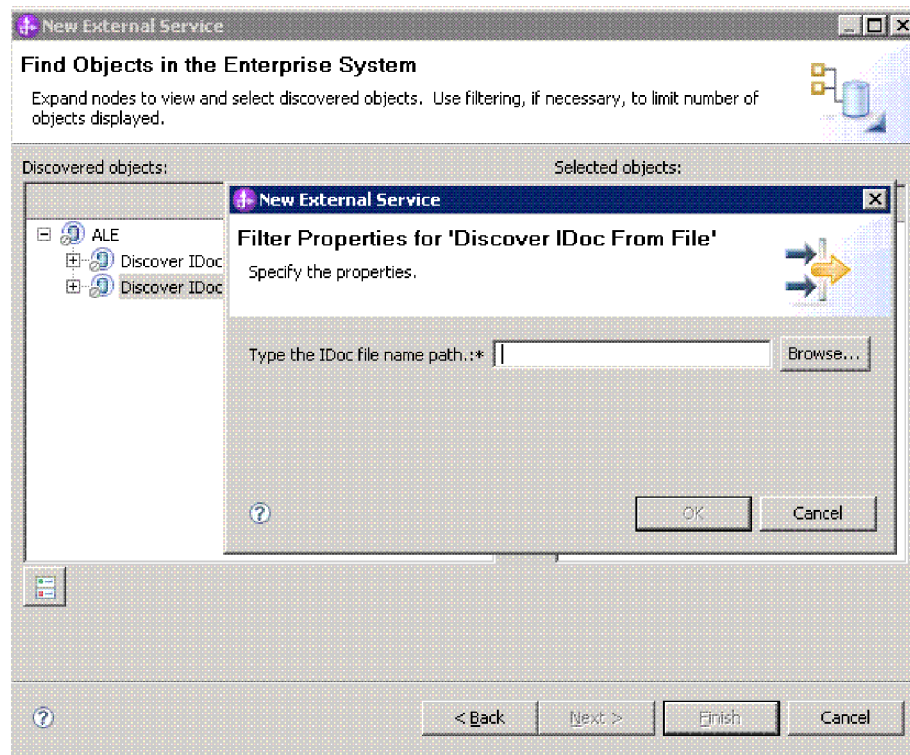 New External Service
Find Objects in the Enterprise System
Expand nodes to view and select discovered objects. Use filtering, if necessary, to limit number of
objects displayed.
Discovered objects:
Selected objects:
New External Service
ALE
Filter Properties for 'Discover IDoc From File'
Discover IDoc
Specify the properties.
Discover IDoc
Type the IDoc file name path.:*
Browse...
OK
Cancel
< Back
Next >
Finish
Cancel